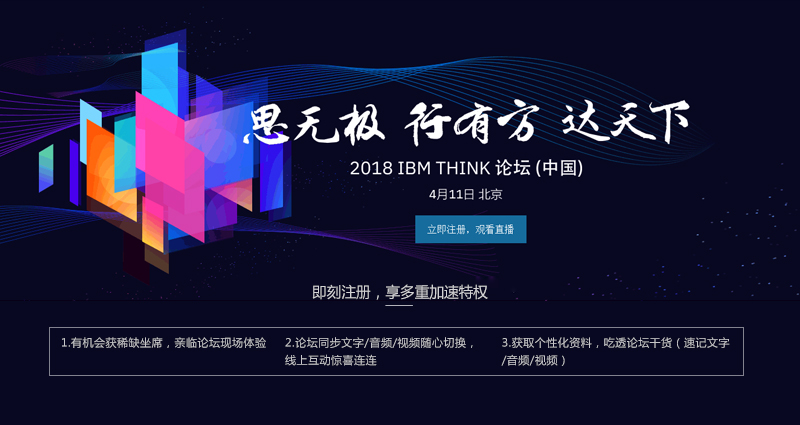 思无极 行有方 达天下
2018 IBM THINK 论坛 (中国)
4月11日 北京
立即注册，观看直播
即刻注册，享多重加速特权
1.有机会获稀缺坐席，亲临论坛现场体验
2.论坛同步文字/音频/视频随心切换，
线上互动惊喜连连
3.获取个性化资料，吃透论坛干货（速记文字
/音频/视频）